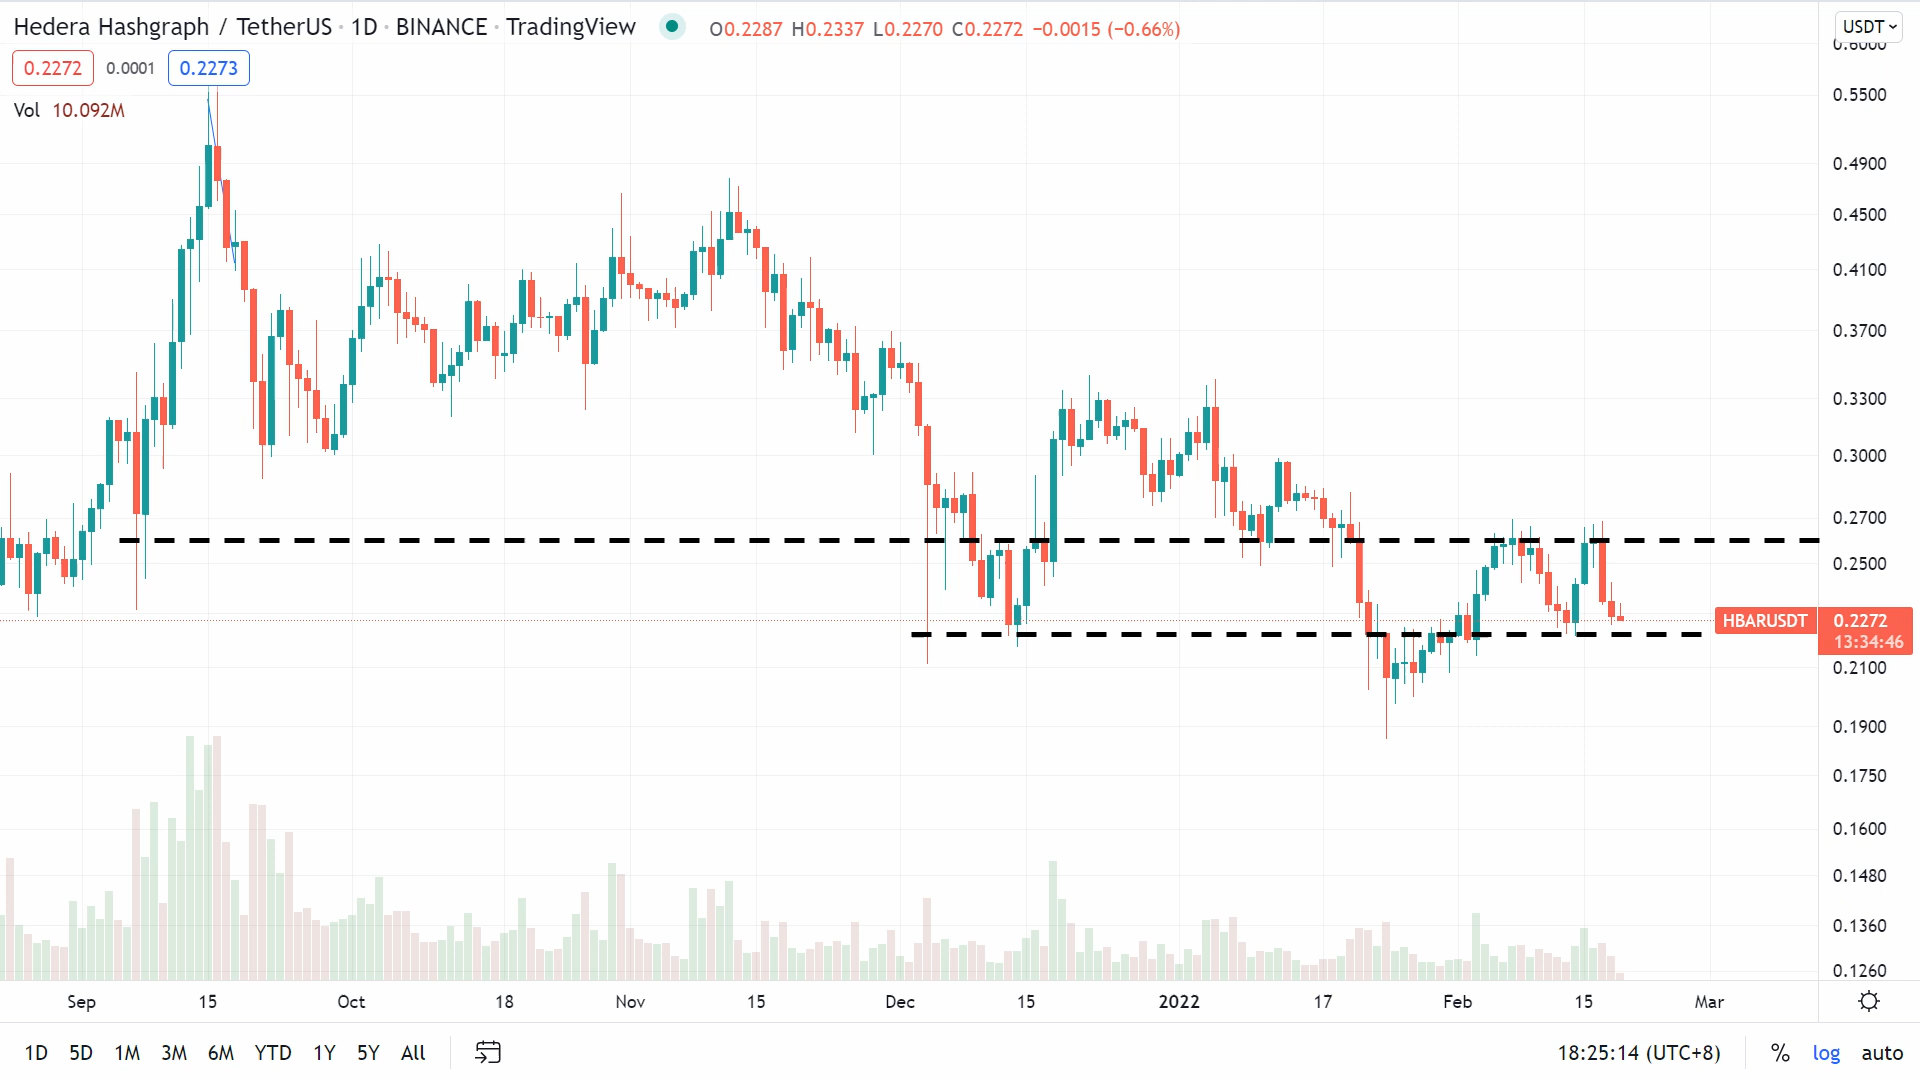 Hedera Hashgraph / TetherUS · 1D · BINANCE · TradingView O0.2287 H0.2337 L0.2270 C0.2272 −0.0015 (−0.66%)
USDT
0.2272 0.0001 0.2273
Vol 10.092M
0.6000
0.5500
0.4900
0.4500
0.4100
0.3700
0.3300
0.3000
0.2700
0.2500
HBARUSDT 0.2272
13:34:46
0.2100
0.1900
0.1750
0.1600
0.1480
0.1360
0.1260
Sep 15 Oct 18 Nov 15 Dec 15 2022 17 Feb 15 Mar
1D 5D 1M 3M 6M YTD 1Y 5Y All 18:25:14 (UTC+8) % log auto